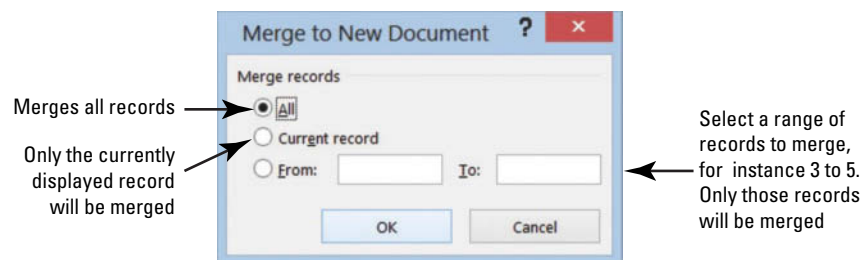 Merge to New Document ? ×
Merge records
Merges all records
All
Current record
Only the currently
displayed record
will be merged
From: To:
Select a range of
records to merge,
for instance 3 to 5.
Only those records
will be merged
OK Cancel